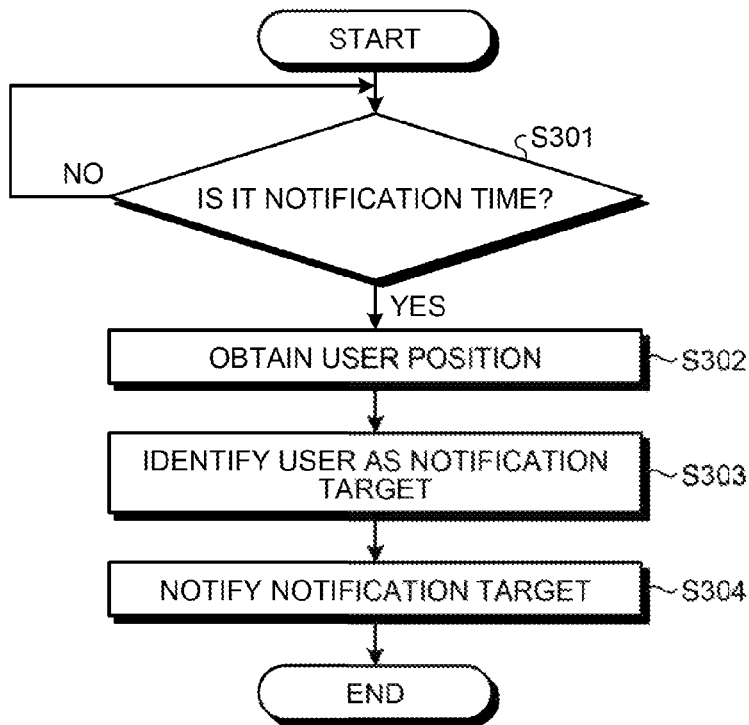 START
S301
NO
IS IT NOTIFICATION TIME?
YES
OBTAIN USER POSITION
S302
IDENTIFY USER AS NOTIFICATION
TARGET
S303
NOTIFY NOTIFICATION TARGET
S304
END